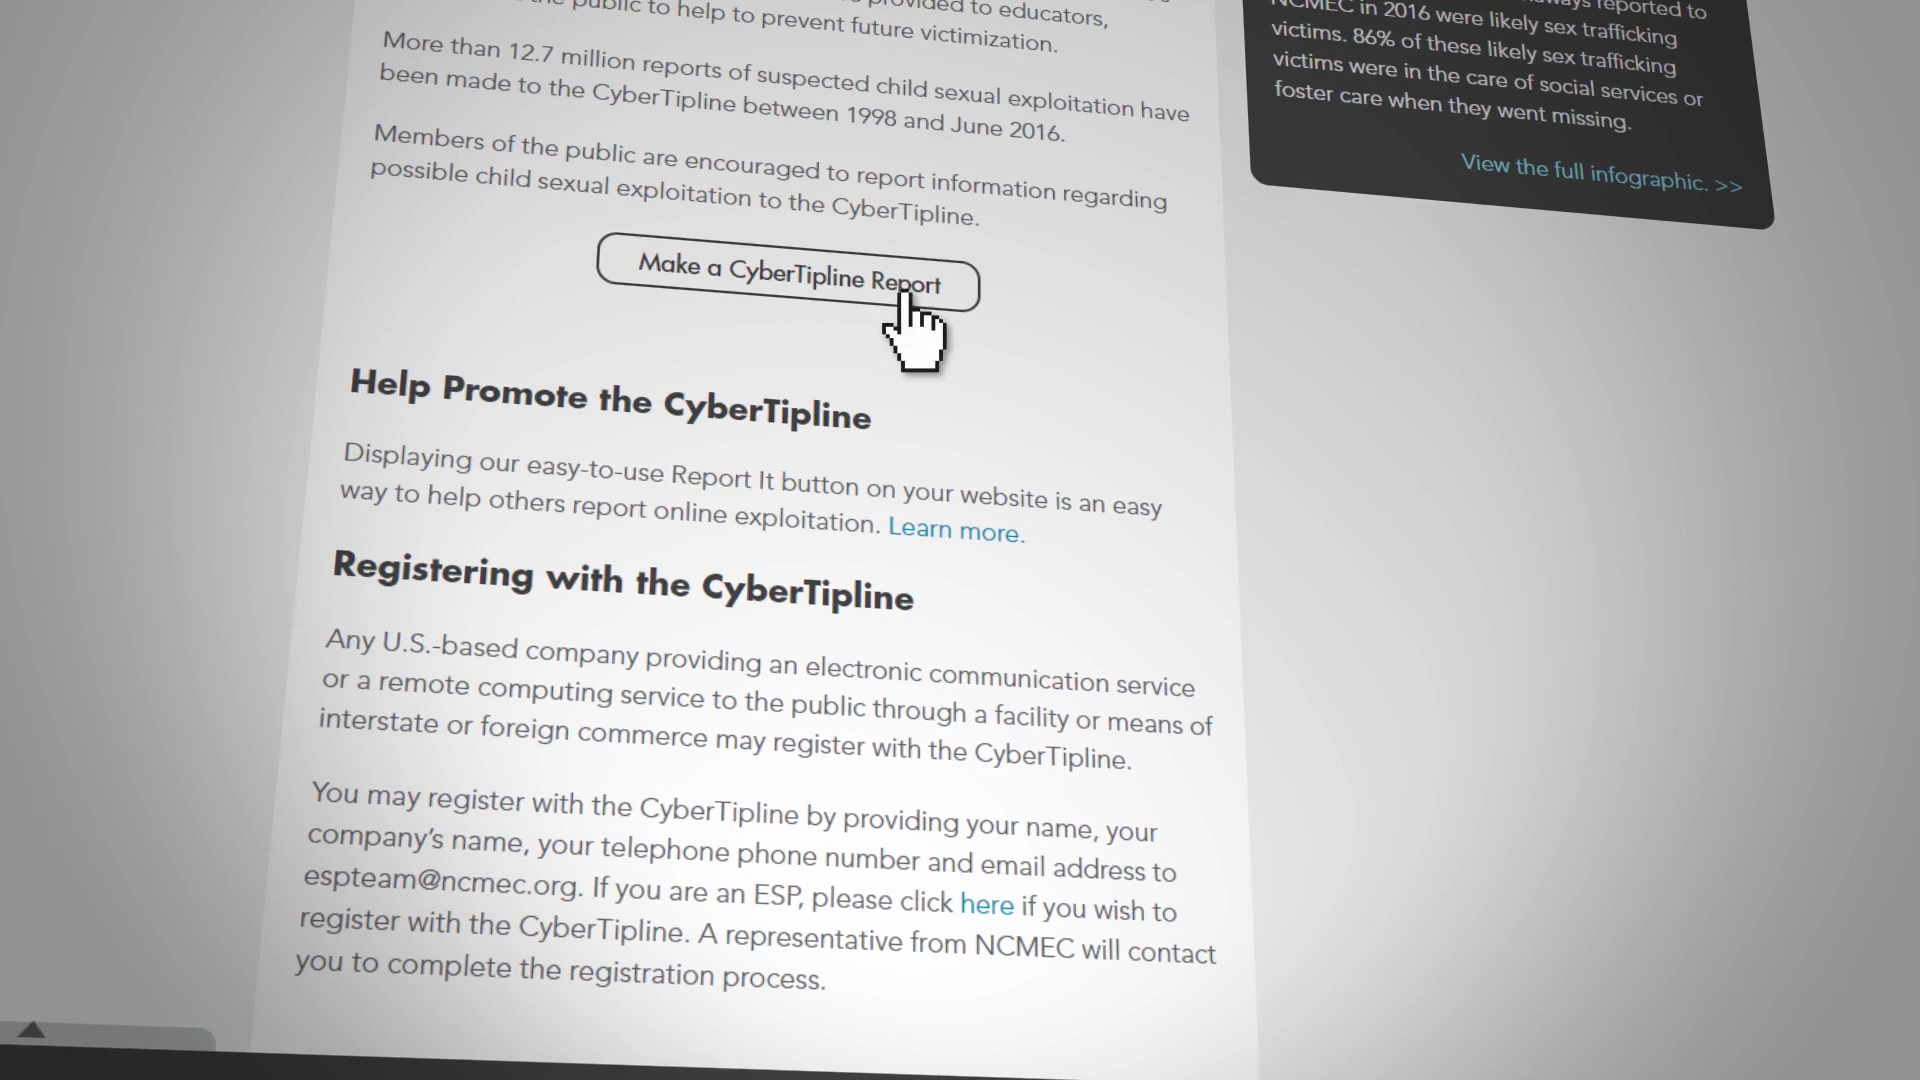 provided to educators,
the public to help to prevent future victimization.
More than 12.7 million reports of suspected child sexual exploitation have
been made to the CyberTipline between 1998 and June 2016.
Members of the public are encouraged to report information regarding
possible child sexual exploitation to the CyberTipline.
Make a CyberTipline Report
Help Promote the CyberTipline
Displaying our easy-to-use Report It button on your website is an easy
way to help others report online exploitation. Learn more.
Registering with the CyberTipline
Any U.S.-based company providing an electronic communication service
or a remote computing service to the public through a facility or means of
interstate or foreign commerce may register with the CyberTipline.
You may register with the CyberTipline by providing your name, your
company's name, your telephone phone number and email address to
espteam@ncmec.org. If you are an ESP, please click here if you wish to
register with the CyberTipline. A representative from NCMEC will contact
you to complete the registration process.
reported to
NCMEC in 2016 were likely sex trafficking
victims. 86% of these likely sex trafficking
victims were in the care of social services or
foster care when they went missing.
View the full infographic. >>